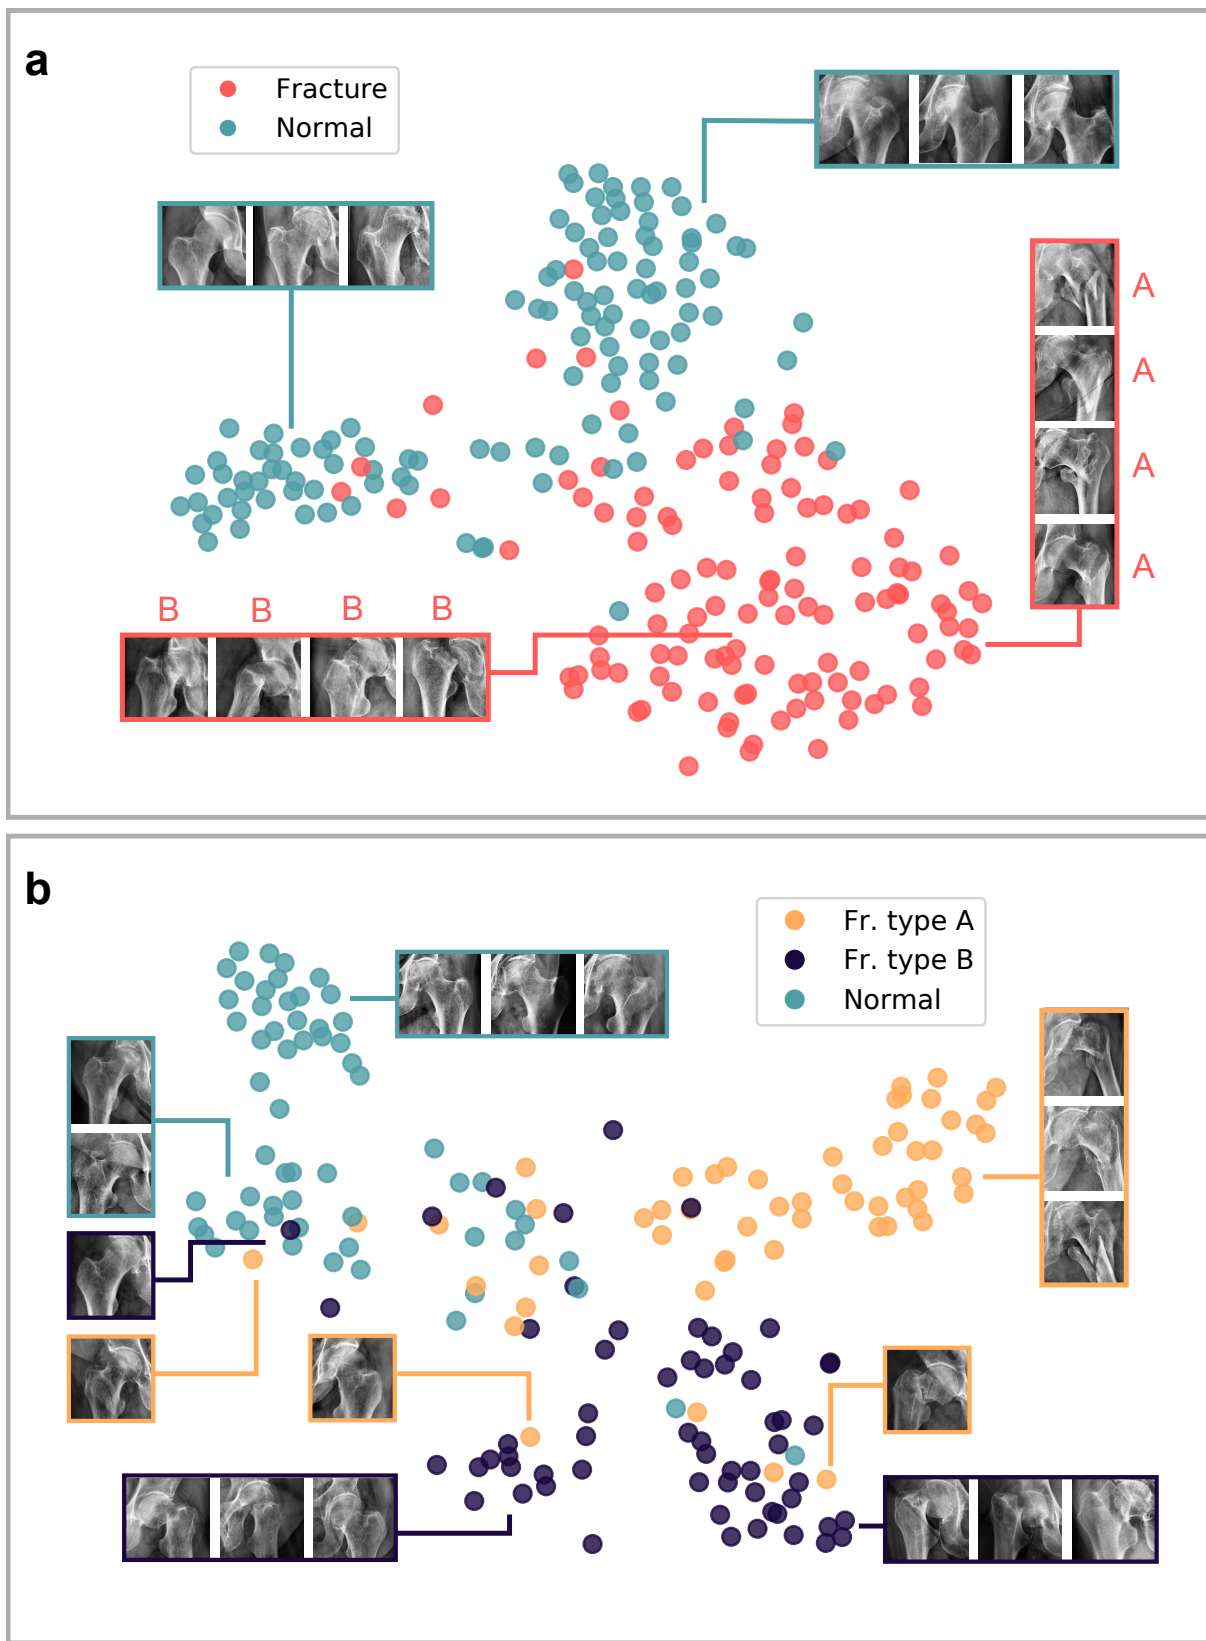 a
Fracture
Normal
A
A
A
A
B B B B
b
Fr. type A
Fr. type B
Normal